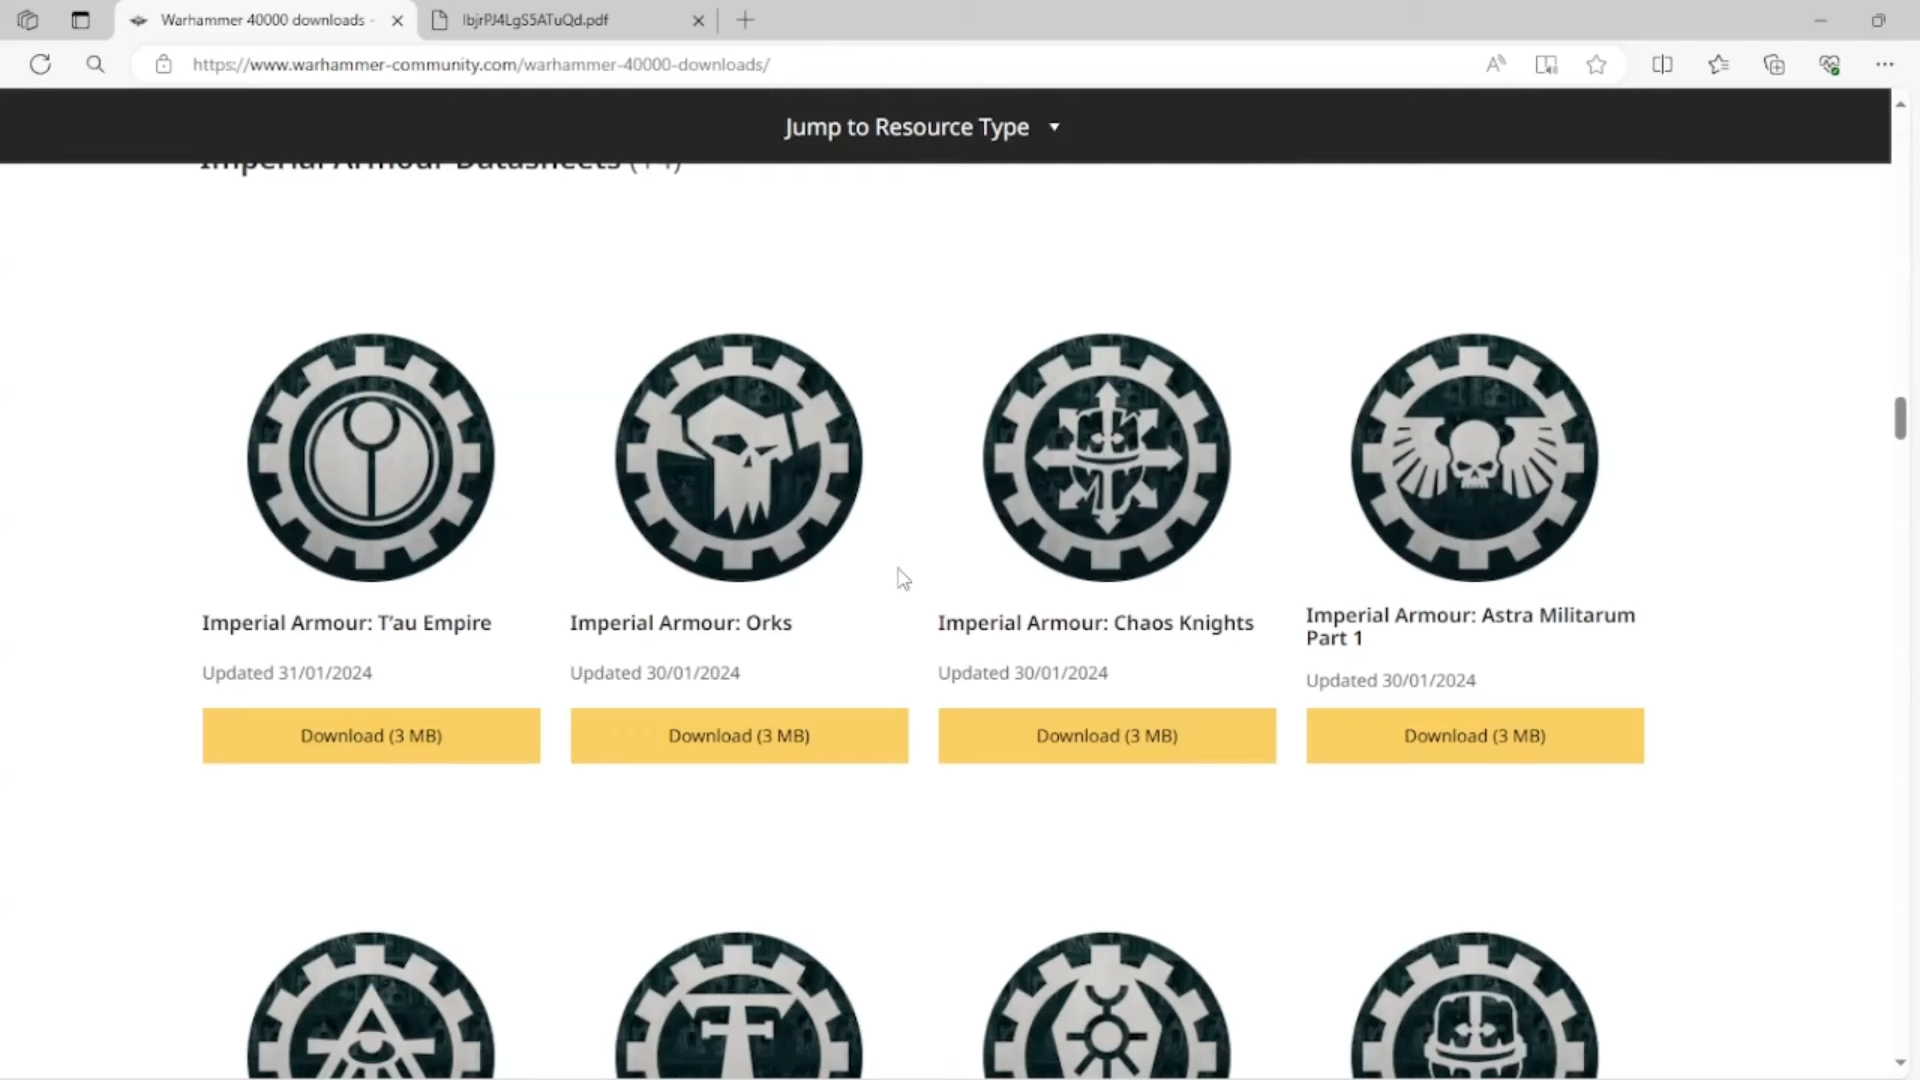 Warhammer 40000 downloads -
lbjrPJ4LgS5ATuQd.pdf
https://www.warhammer-community.com/warhammer-40000-downloads/
Jump to Resource Type
Imperial Armour Datasheets (14)
Imperial Armour: T'au Empire
Updated 31/01/2024
Download (3 MB)
Imperial Armour: Orks
Updated 30/01/2024
Download (3 MB)
Imperial Armour: Chaos Knights
Updated 30/01/2024
Download (3 MB)
Imperial Armour: Astra Militarum
Part 1
Updated 30/01/2024
Download (3 MB)